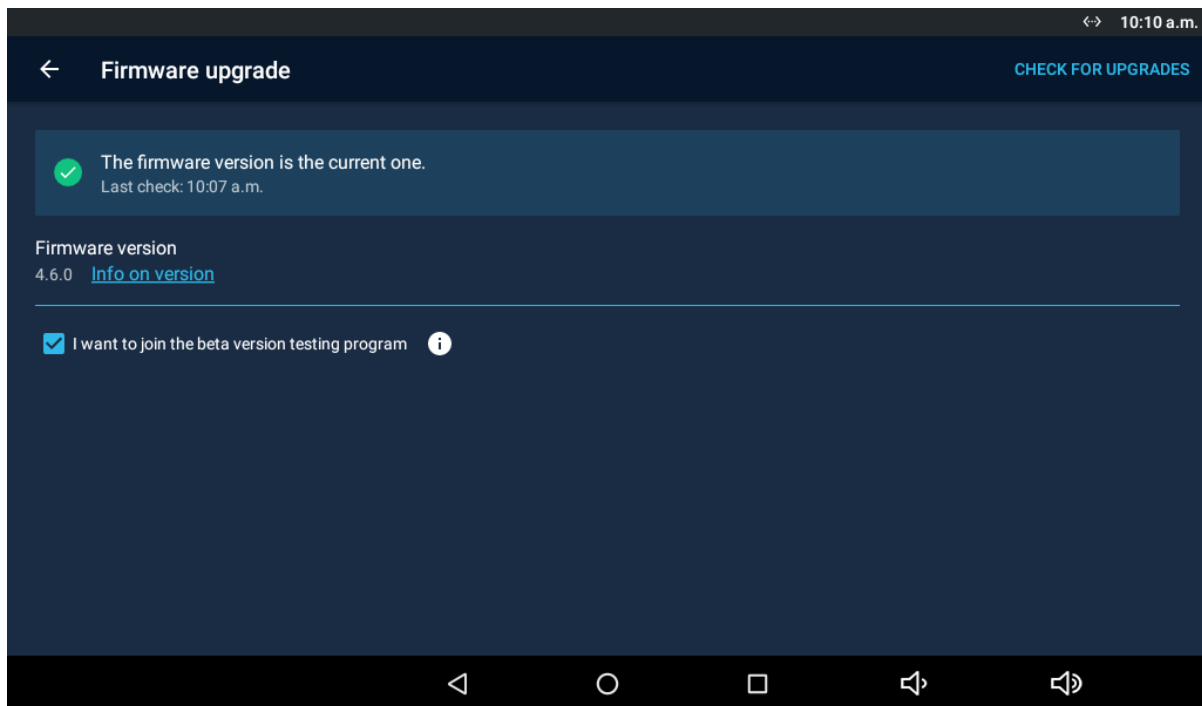 10:10 a.m.
Firmware upgrade
CHECK FOR UPGRADES
The firmware version is the current one.
Last check: 10:07 a.m.
Firmware version
4.6.0 Info on version
I want to join the beta version testing program